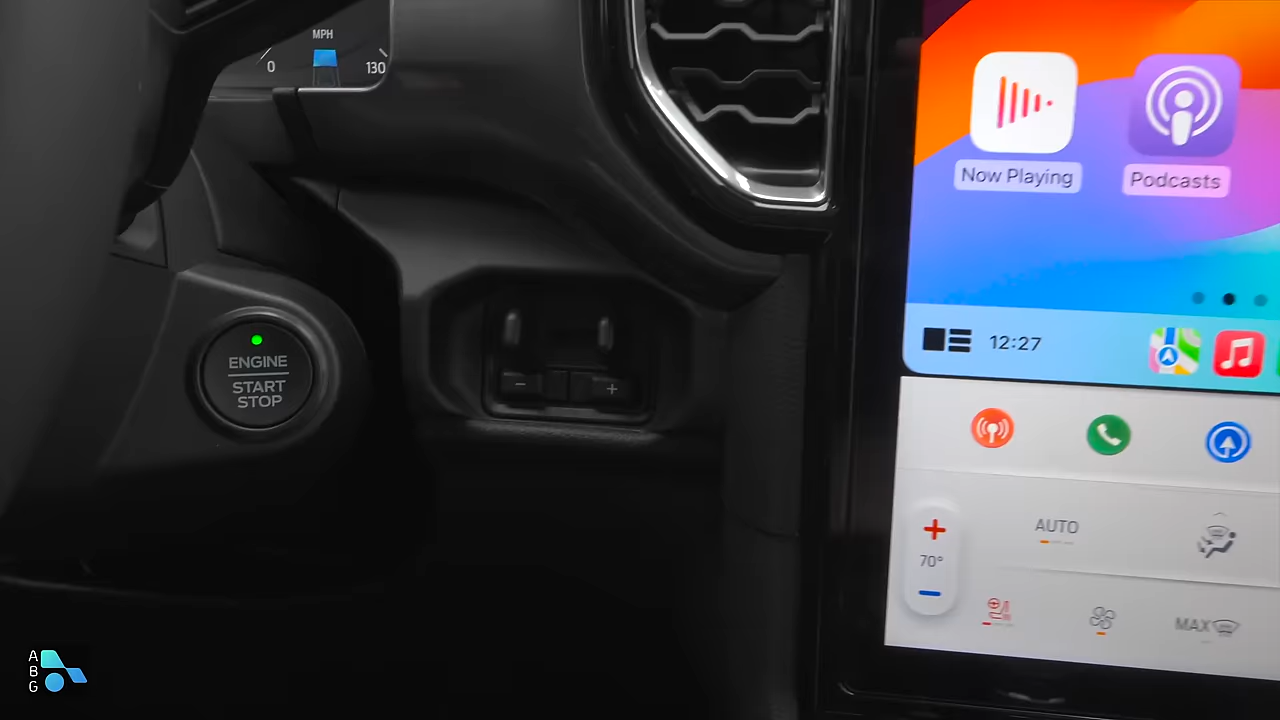 MPH
0
130
Now Playing
Podcasts
12:27
ENGINE
START
STOP
− +
AUTO
70°
MAX
A
B
G